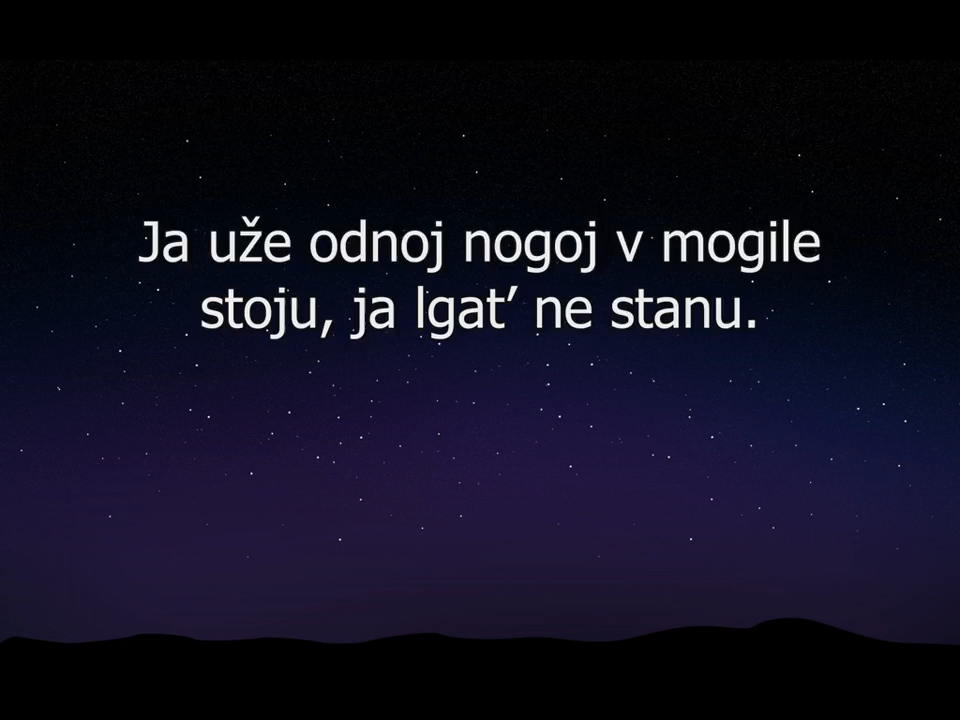 Ja uže odnoj nogoj v mogile
stoju, ja lgat’ ne stanu.